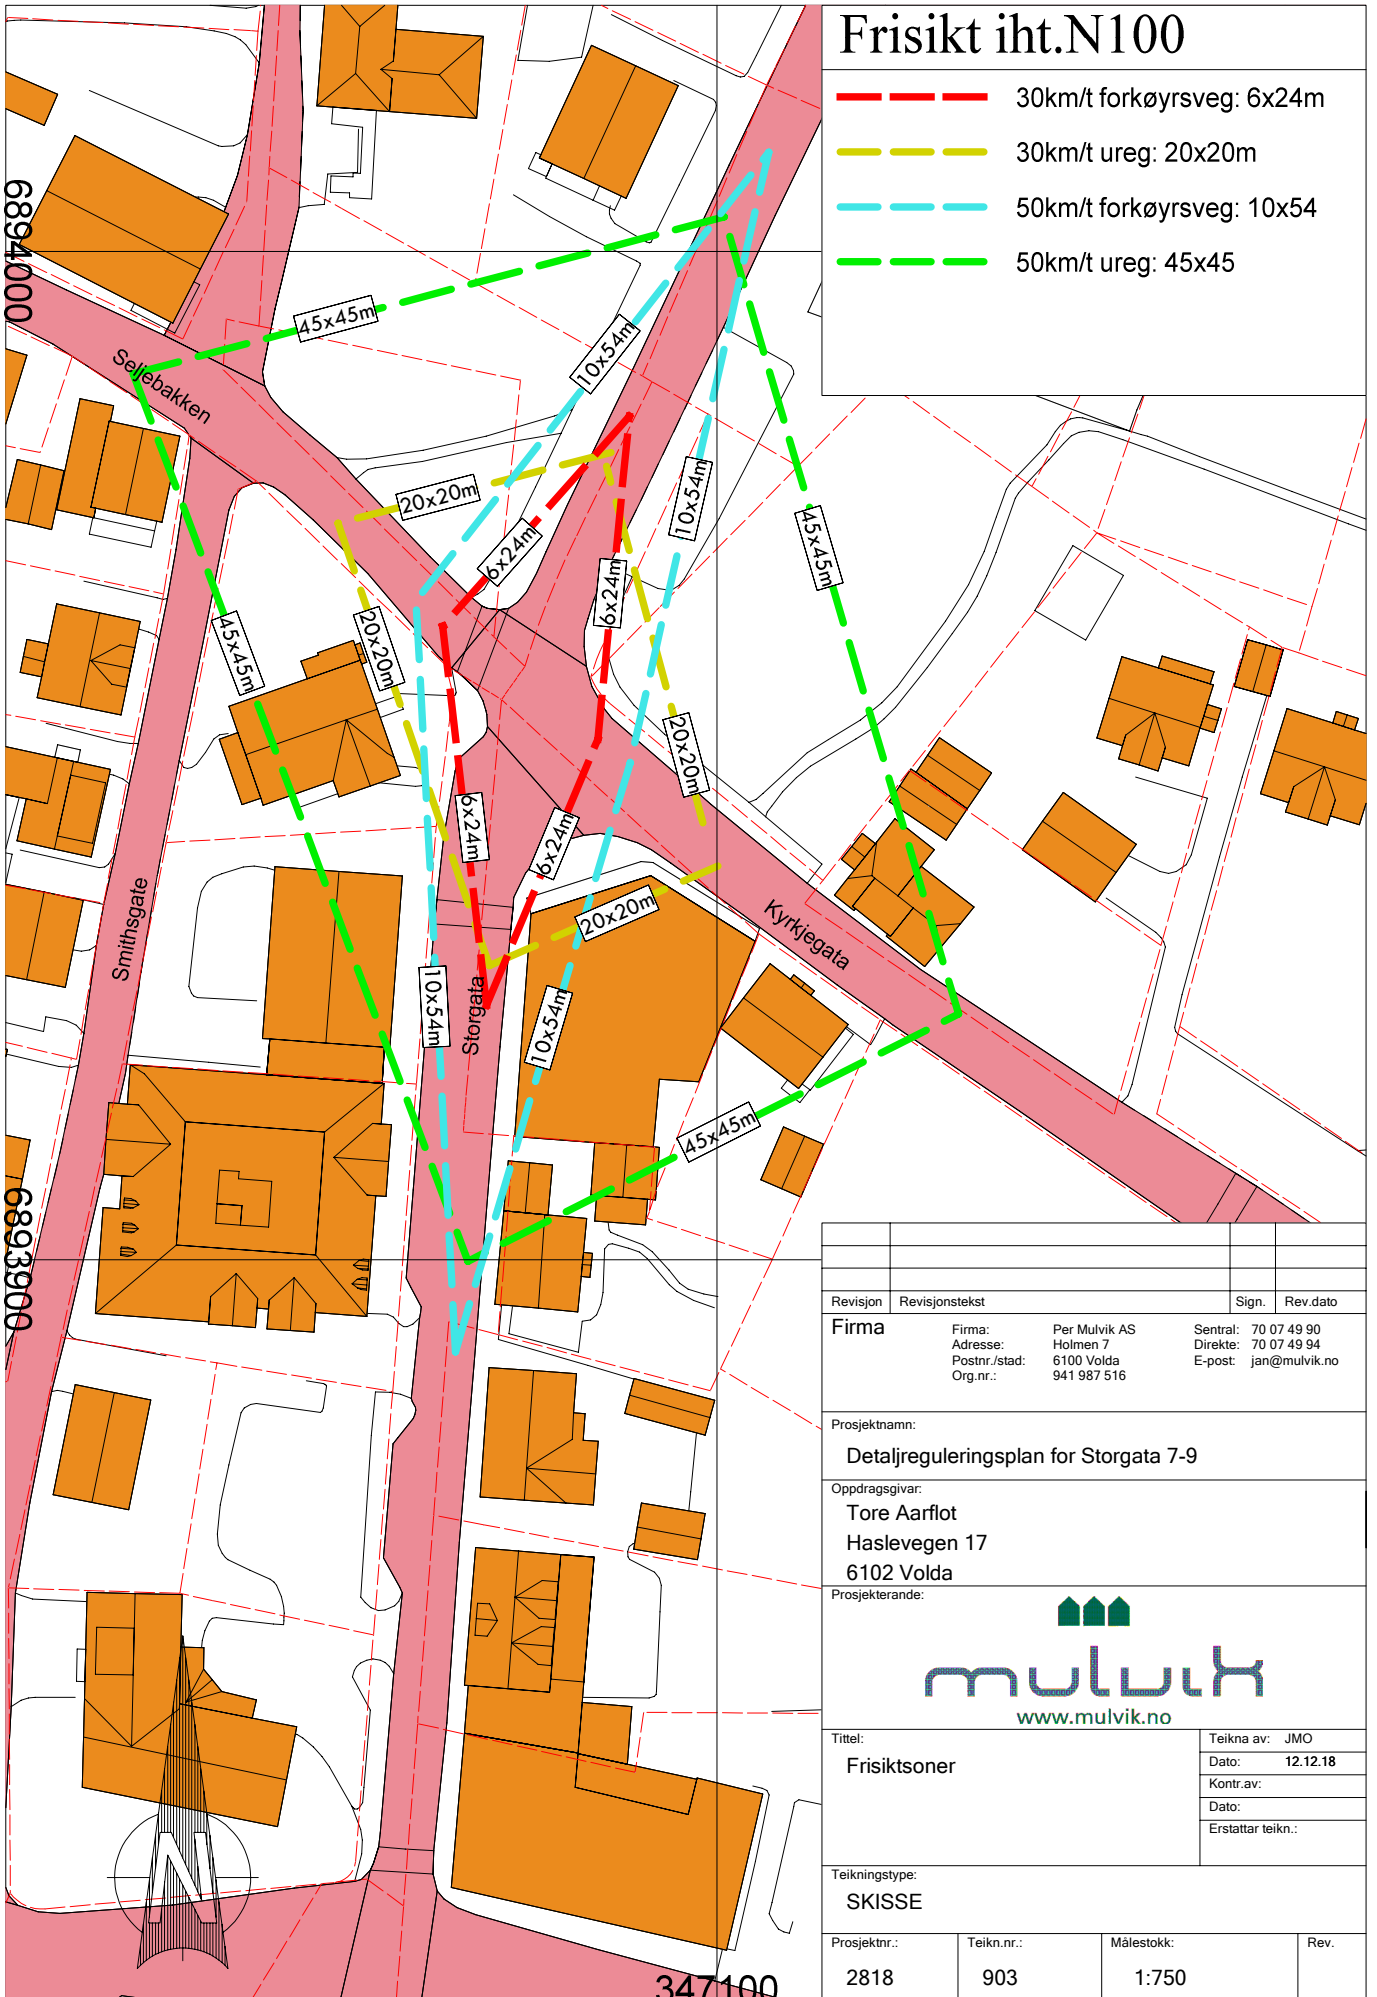 Frisikt iht.N100
30km/t forkøyrsveg: 6x24m
30km/t ureg: 20x20m
50km/t forkøyrsveg: 10x54
50km/t ureg: 45x45
6894000
45x45m
10x54m
Seljebakken
20x20m
10x54m
6x24m
45x45m
6x24m
45x45m
20x20m
20x20m
6x24m
6x24m
Smithsgate
20x20m
Kyrkjegata
10x54m
Storgata
10x54m
45x45m
6893900
N
347100
Revisjon Revisjonstekst Sign. Rev.dato
Firma
Firma: Per Mulvik AS Sentral: 70 07 49 90
Adresse: Holmen 7 Direkte: 70 07 49 94
Postnr./stad: 6100 Volda E-post: jan@mulvik.no
Org.nr.: 941 987 516
Prosjektnamn:
Detaljreguleringsplan for Storgata 7-9
Oppdragsgivar:
Tore Aarflot
Haslevegen 17
6102 Volda
Prosjekterande:
mulvik
www.mulvik.no
Tittel:
Frisiktsoner
Teikna av: JMO
Dato: 12.12.18
Kontr.av:
Dato:
Erstattar teikn.:
Teikningstype:
SKISSE
Prosjektnr.: Teikn.nr.: Målestokk: Rev.
2818 903 1:750